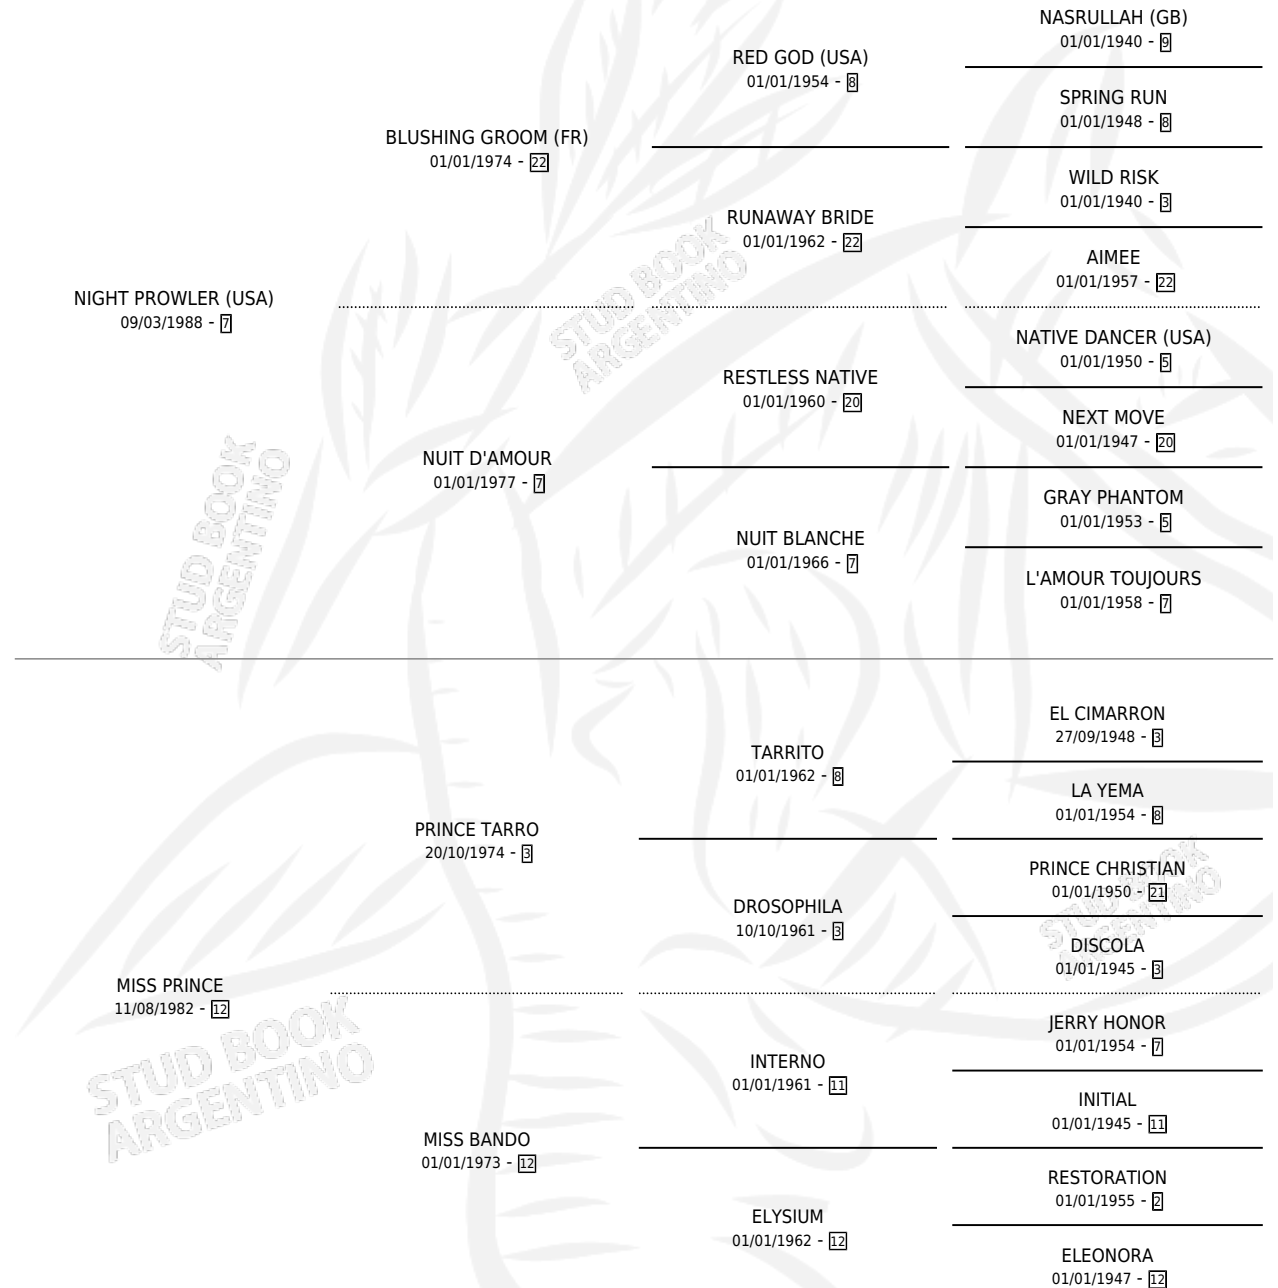 NASRULLAH (GB)
01/01/1940 - 9
RED GOD (USA)
01/01/1954 - 8
SPRING RUN
01/01/1948 - 8
BLUSHING GROOM (FR)
01/01/1974 - 22
WILD RISK
01/01/1940 - 3
RUNAWAY BRIDE
01/01/1962 - 22
AIMEE
01/01/1957 - 22
NIGHT PROWLER (USA)
09/03/1988 - 7
NATIVE DANCER (USA)
01/01/1950 - 5
RESTLESS NATIVE
01/01/1960 - 20
NEXT MOVE
01/01/1947 - 20
NUIT D'AMOUR
01/01/1977 - 7
GRAY PHANTOM
01/01/1953 - 5
NUIT BLANCHE
01/01/1966 - 7
L'AMOUR TOUJOURS
01/01/1958 - 7
EL CIMARRON
27/09/1948 - 3
TARRITO
01/01/1962 - 8
LA YEMA
01/01/1954 - 8
PRINCE TARRO
20/10/1974 - 3
PRINCE CHRISTIAN
01/01/1950 - 21
DROSOPHILA
10/10/1961 - 3
DISCOLA
01/01/1945 - 3
MISS PRINCE
11/08/1982 - 12
JERRY HONOR
01/01/1954 - 7
INTERNO
01/01/1961 - 11
INITIAL
01/01/1945 - 11
MISS BANDO
01/01/1973 - 12
RESTORATION
01/01/1955 - 2
ELYSIUM
01/01/1962 - 12
ELEONORA
01/01/1947 - 12
STUD BOOK
ARGENTINO
STUD BOOK
ARGENTINO
STUD BOOK
ARGENTINO
STUD BOOK
ARGENTINO